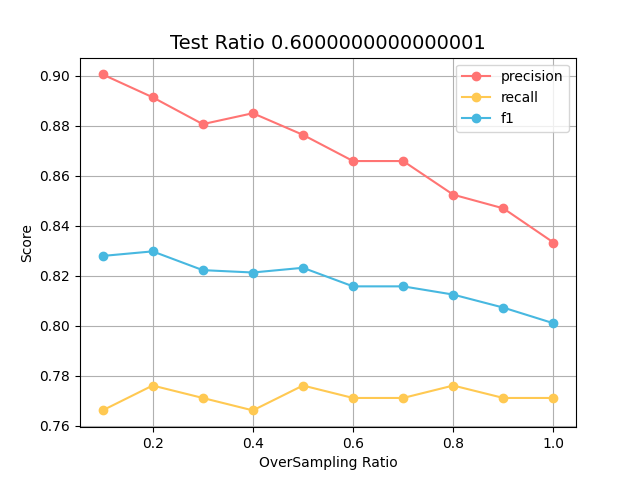 Test Ratio 0.6000000000000001
precision
recall
f1
Score
0.90
0.88
0.86
0.84
0.82
0.80
0.78
0.76
0.2
0.4
0.6
0.8
1.0
OverSampling Ratio